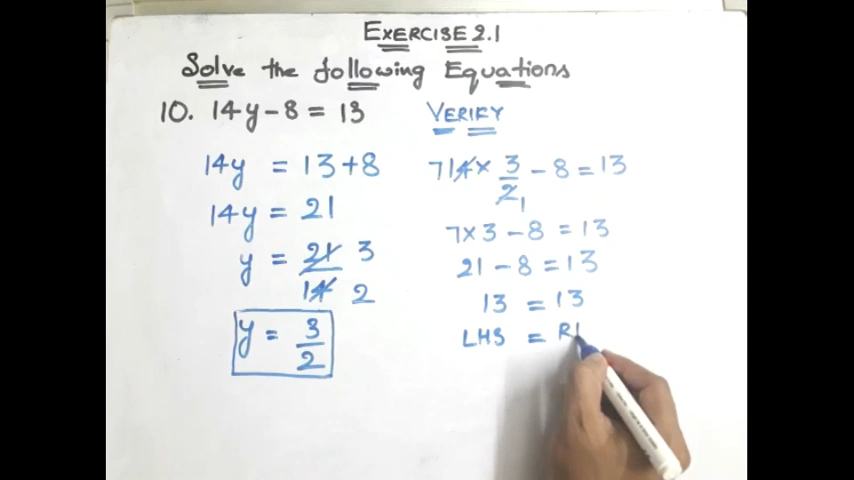 EXERCISE 2.1
Solve the following Equations
10. 14y - 8 = 13
14y = 13 + 8
14y = 21
y = 21/14 3/2
y = 3/2
VERIFY
7 14 × 3/2 1 - 8 = 13
7 × 3 - 8 = 13
21 - 8 = 13
13 = 13
LHS = R